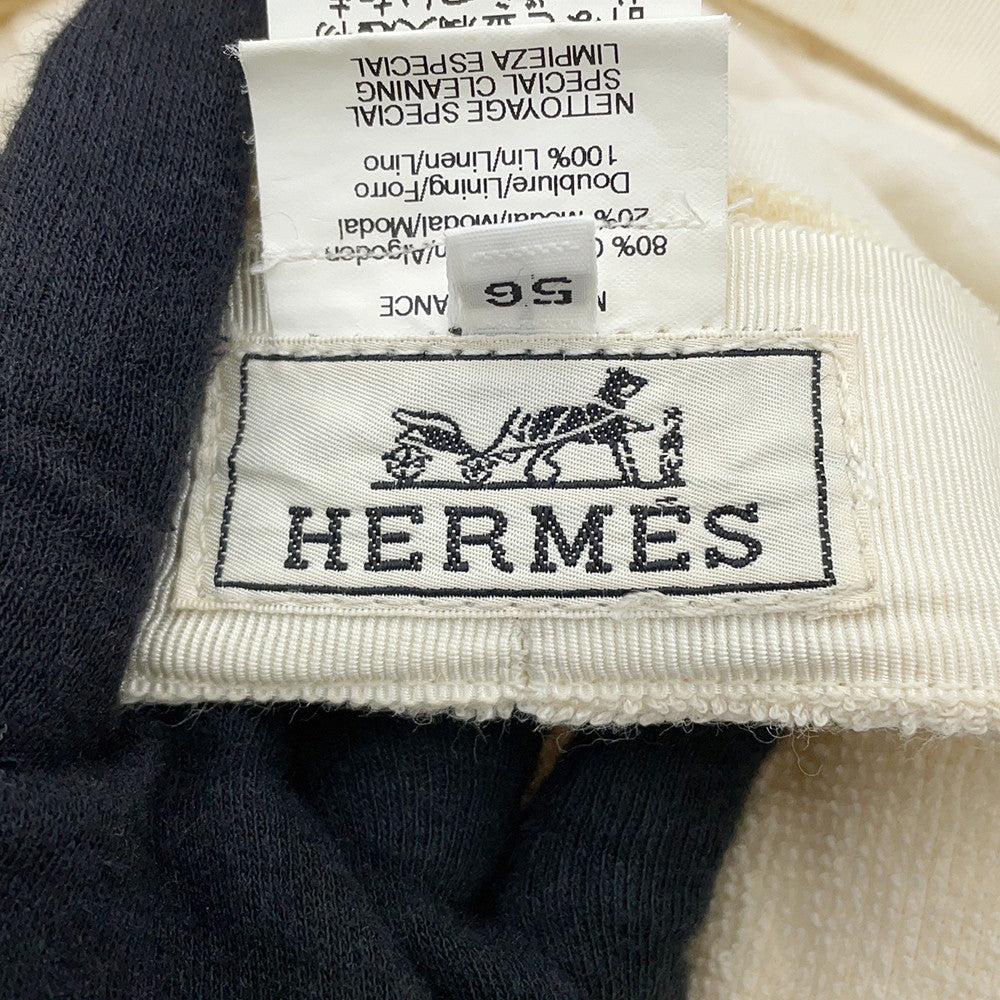 HERMÈS
56
M ANCE
80% C n/Algodon
20% Modal/Modal/Modal
Doublure/Lining/Forro
100% Lin/Linen/Lino
NETTOYAGE SPECIAL
SPECIAL CLEANING
LIMPIEZA ESPECIAL